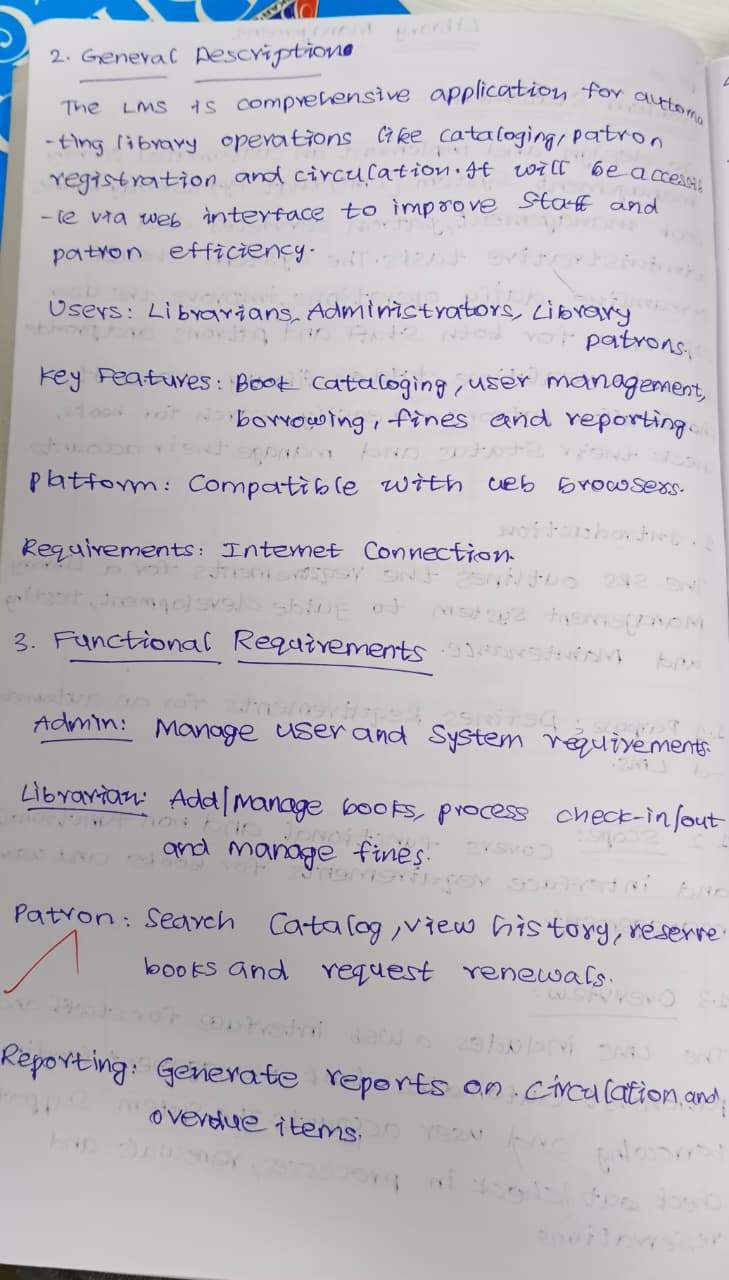 2. General Description
The LMS is comprehensive application for automa
-ting library operations like cataloging, patron
registration and circulation. It will be accessib
-le via web interface to improve staff and
patron efficiency.
Users: Librarians, Administrators, Library
patrons.
Key Features: Book cataloging, user management,
borrowing, fines and reporting.
Platform: Compatible with web browsers.
Requirements: Internet Connection.
3. Functional Requirements
Admin: Manage user and System requirements.
Librarian: Add/Manage books, process check-in/out
and manage fines.
Patron: Search Catalog, view history, reserve
books and request renewals.
Reporting: Generate reports on circulation and
overdue items.